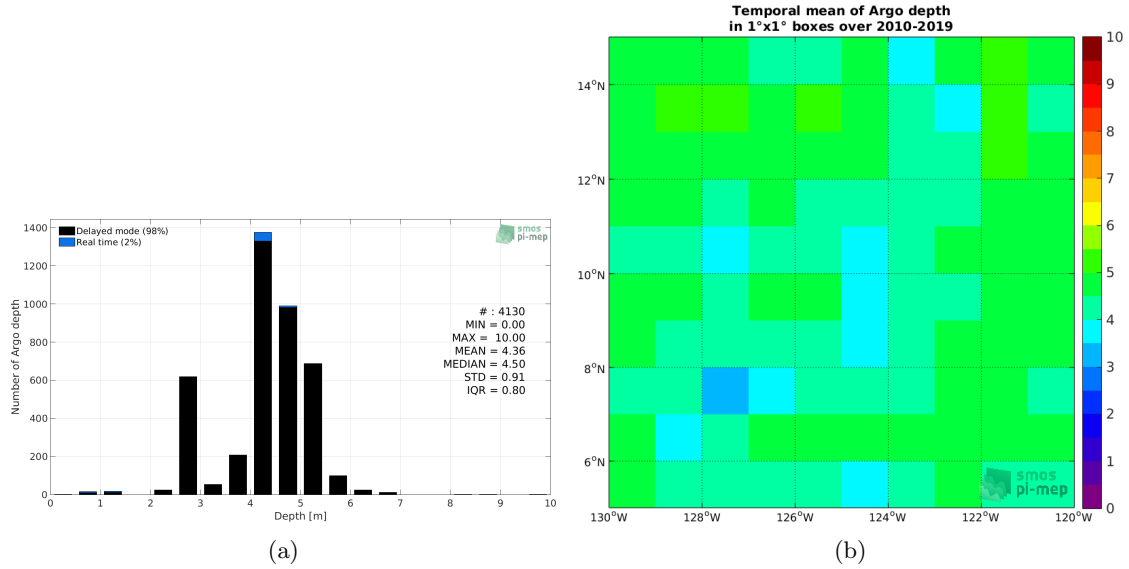 Delayed mode (98%)
Real time (2%)
smos
pi-mep
1400
1200
1000
800
600
400
200
0
Number of Argo depth
# : 4130
MIN = 0.00
MAX = 10.00
MEAN = 4.36
MEDIAN = 4.50
STD = 0.91
IQR = 0.80
0 1 2 3 4 5 6 7 8 9 10
Depth [m]
(a)
Temporal mean of Argo depth
in 1°x1° boxes over 2010-2019
14°N
12°N
10°N
8°N
6°N
130°W 128°W 126°W 124°W 122°W 120°W
smos
pi-mep
10
9
8
7
6
5
4
3
2
1
0
(b)